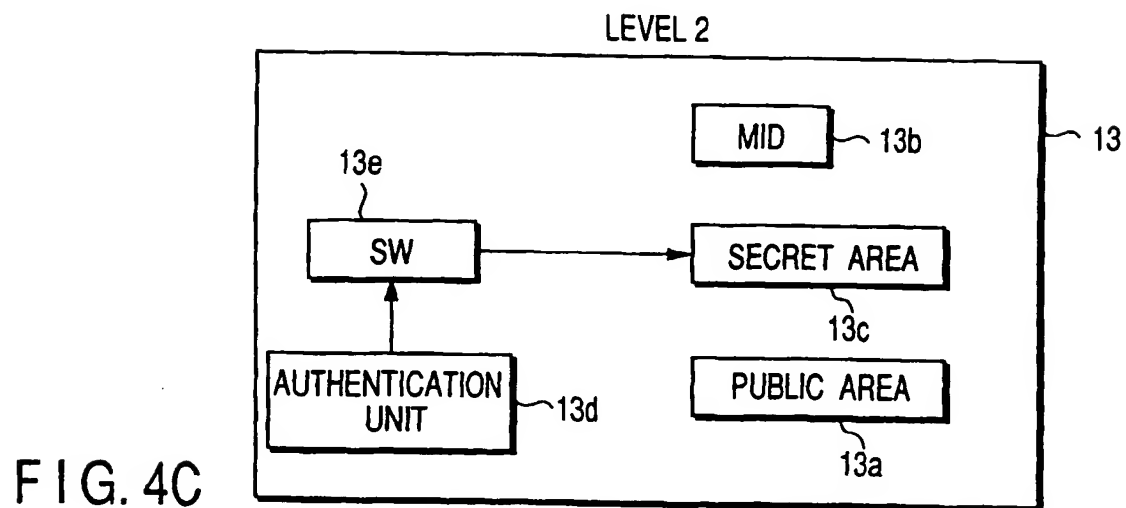 LEVEL 2
MID
13b
13
13e
SW
SECRET AREA
13c
AUTHENTICATION
UNIT
13d
PUBLIC AREA
13a
FIG. 4C